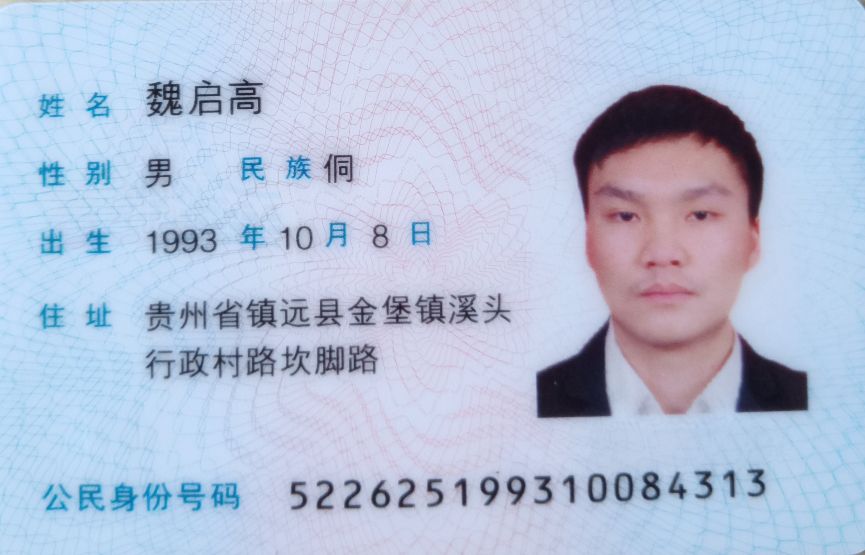 姓名 魏启高
性别 男 民族 侗
出生 1993 年 10 月 8 日
住址 贵州省镇远县金堡镇溪头
行政村路坎脚路
公民身份号码 522625199310084313